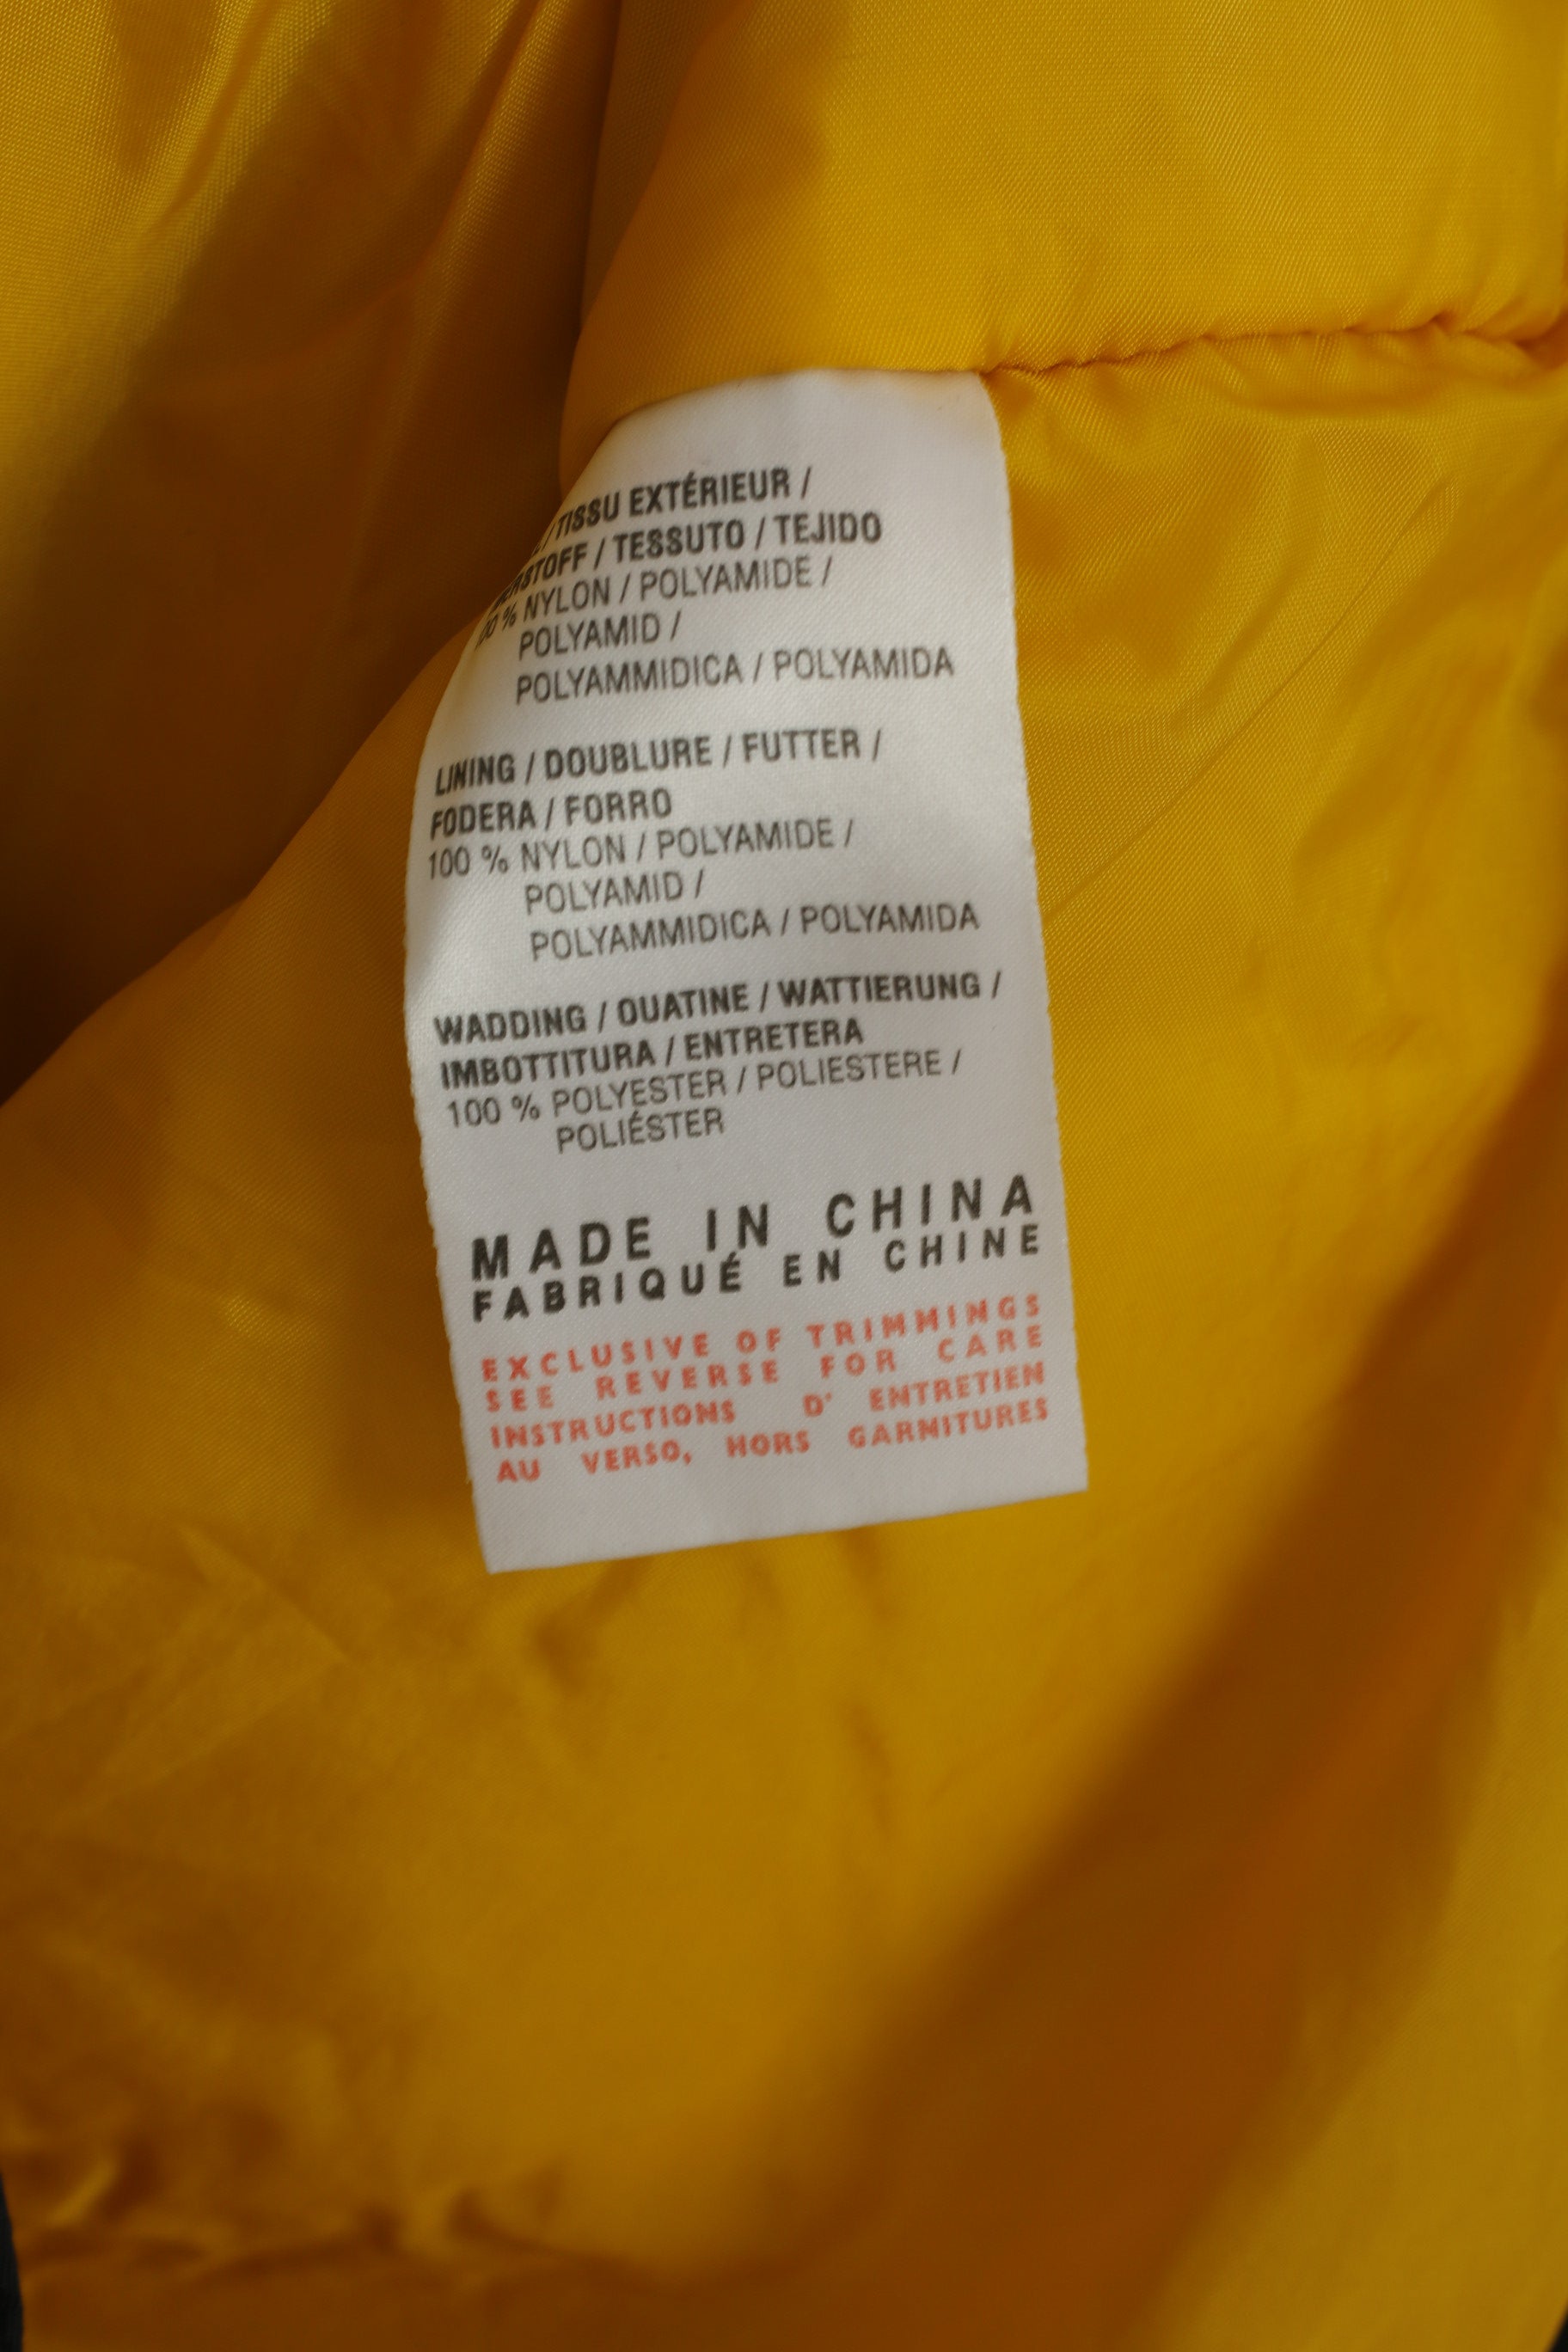 / TISSU EXTÉRIEUR /
/ TESSUTO / TEJIDO
% NYLON / POLYAMIDE /
POLYAMID /
POLYAMMIDICA / POLYAMIDA
LINING / DOUBLURE / FUTTER /
FODERA / FORRO
100 % NYLON / POLYAMIDE /
POLYAMID /
POLYAMMIDICA / POLYAMIDA
WADDING / OUATINE / WATTIERUNG /
IMBOTTITURA / ENTRETERA
100 % POLYESTER / POLIESTERE /
POLIÉSTER
MADE IN CHINA
FABRIQUÉ EN CHINE
EXCLUSIVE OF TRIMMINGS
SEE REVERSE FOR CARE
INSTRUCTIONS D' ENTRETIEN
AU VERSO, HORS GARNITURES